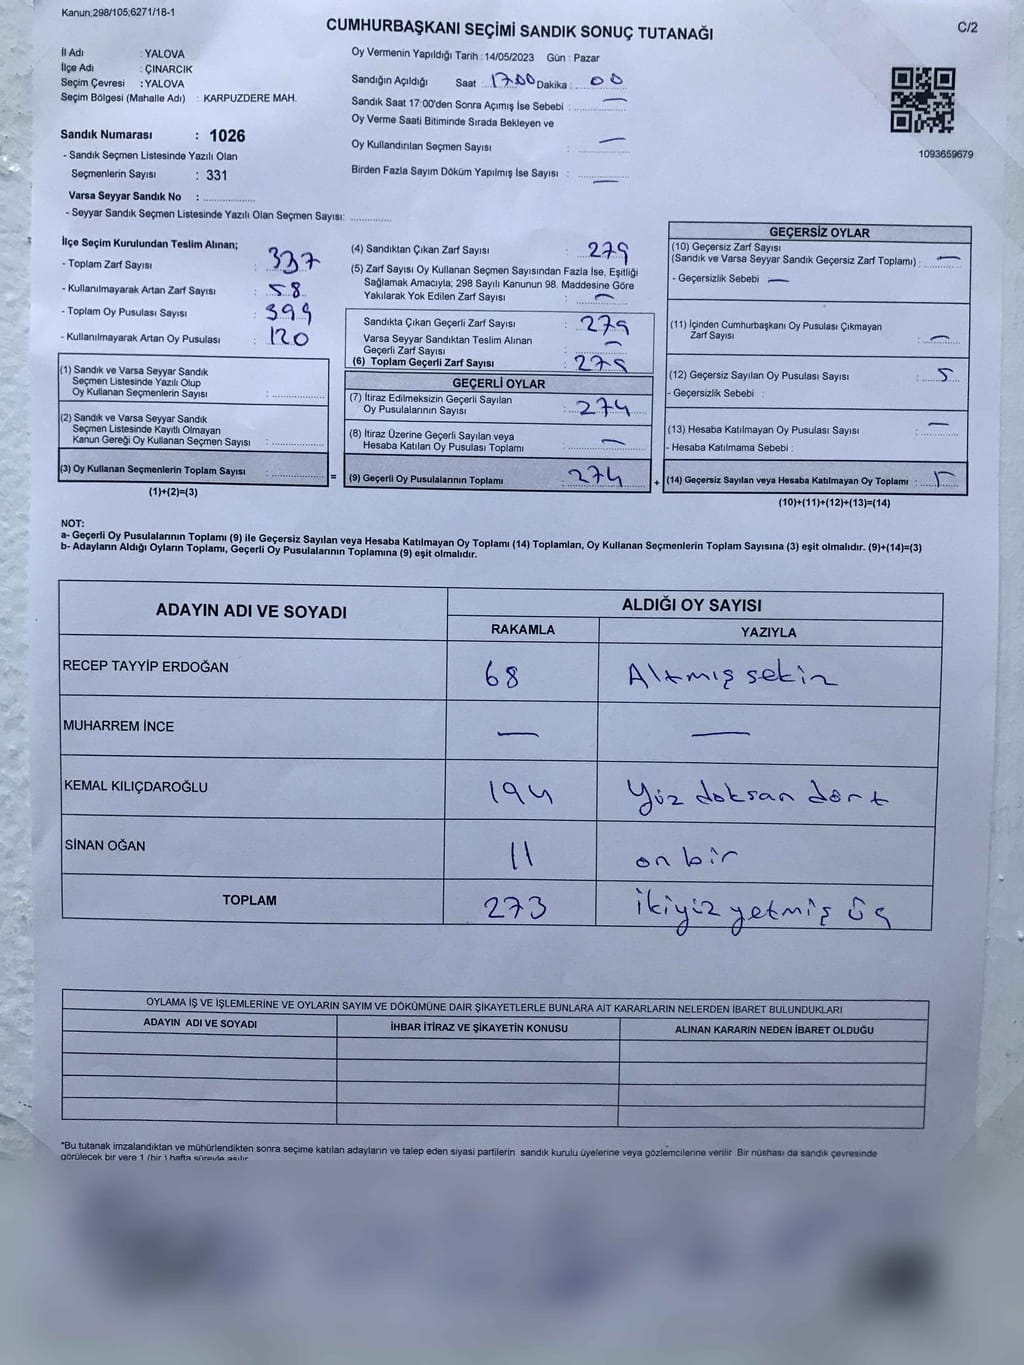 Kanun;298/105;6271/18-1
CUMHURBAŞKANI SEÇİMİ SANDIK SONUÇ TUTANAĞI
C/2
İl Adı : YALOVA
İlçe Adı : ÇINARCIK
Seçim Çevresi : YALOVA
Seçim Bölgesi (Mahalle Adı) : KARPUZDERE MAH.
Sandık Numarası : 1026
- Sandık Seçmen Listesinde Yazılı Olan
Seçmenlerin Sayısı : 331
Varsa Seyyar Sandık No :
- Seyyar Sandık Seçmen Listesinde Yazılı Olan Seçmen Sayısı:
Oy Vermenin Yapıldığı Tarih :14/05/2023 Gün : Pazar
Sandığın Açıldığı Saat : 17:00 Dakika : 00
Sandık Saat 17:00'den Sonra Açımış İse Sebebi : —
Oy Verme Saati Bitiminde Sırada Bekleyen ve
Oy Kullandırılan Seçmen Sayısı : —
Birden Fazla Sayım Döküm Yapılmış İse Sayısı : —
1093659679
İlçe Seçim Kurulundan Teslim Alınan;
- Toplam Zarf Sayısı : 337
- Kullanılmayarak Artan Zarf Sayısı : 58
- Toplam Oy Pusulası Sayısı : 399
- Kullanılmayarak Artan Oy Pusulası : 120
(1) Sandık ve Varsa Seyyar Sandık
Seçmen Listesinde Yazılı Olup
Oy Kullanan Seçmenlerin Sayısı :
(2) Sandık ve Varsa Seyyar Sandık
Seçmen Listesinde Kayıtlı Olmayan
Kanun Gereği Oy Kullanan Seçmen Sayısı :
(3) Oy Kullanan Seçmenlerin Toplam Sayısı :
(1)+(2)=(3)
(4) Sandıktan Çıkan Zarf Sayısı : 279
(5) Zarf Sayısı Oy Kullanan Seçmen Sayısından Fazla İse, Eşitliği
Sağlamak Amacıyla; 298 Sayılı Kanunun 98. Maddesine Göre
Yakılarak Yok Edilen Zarf Sayısı : —
Sandıkta Çıkan Geçerli Zarf Sayısı : 279
Varsa Seyyar Sandıktan Teslim Alınan
Geçerli Zarf Sayısı : —
(6) Toplam Geçerli Zarf Sayısı : 279
GEÇERLİ OYLAR
(7) İtiraz Edilmeksizin Geçerli Sayılan
Oy Pusulalarının Sayısı : 274
(8) İtiraz Üzerine Geçerli Sayılan veya
Hesaba Katılan Oy Pusulası Toplamı : —
= (9) Geçerli Oy Pusulalarının Toplamı 274 +
GEÇERSİZ OYLAR
(10) Geçersiz Zarf Sayısı
(Sandık ve Varsa Seyyar Sandık Geçersiz Zarf Toplamı) : —
- Geçersizlik Sebebi —
(11) İçinden Cumhurbaşkanı Oy Pusulası Çıkmayan
Zarf Sayısı : —
(12) Geçersiz Sayılan Oy Pusulası Sayısı : 5
- Geçersizlik Sebebi :
(13) Hesaba Katılmayan Oy Pusulası Sayısı : —
- Hesaba Katılmama Sebebi :
(14) Geçersiz Sayılan veya Hesaba Katılmayan Oy Toplamı : 5
(10)+(11)+(12)+(13)=(14)
NOT:
a- Geçerli Oy Pusulalarının Toplamı (9) ile Geçersiz Sayılan veya Hesaba Katılmayan Oy Toplamı (14) Toplamları, Oy Kullanan Seçmenlerin Toplam Sayısına (3) eşit olmalıdır. (9)+(14)=(3)
b- Adayların Aldığı Oyların Toplamı, Geçerli Oy Pusulalarının Toplamına (9) eşit olmalıdır.
ADAYIN ADI VE SOYADI
ALDIĞI OY SAYISI
RAKAMLA YAZIYLA
RECEP TAYYİP ERDOĞAN 68 Altmış sekiz
MUHARREM İNCE — —
KEMAL KILIÇDAROĞLU 194 Yüz doksan dört
SİNAN OĞAN 11 on bir
TOPLAM 273 ikiyüz yetmiş üç
OYLAMA İŞ VE İŞLEMLERİNE VE OYLARIN SAYIM VE DÖKÜMÜNE DAİR ŞİKAYETLERLE BUNLARA AİT KARARLARIN NELERDEN İBARET BULUNDUKLARI
ADAYIN ADI VE SOYADI İHBAR İTİRAZ VE ŞİKAYETİN KONUSU ALINAN KARARIN NEDEN İBARET OLDUĞU
*Bu tutanak imzalandıktan ve mühürlendikten sonra seçime katılan adayların ve talep eden siyasi partilerin sandık kurulu üyelerine veya gözlemcilerine verilir Bir nüshası da sandık çevresinde
görülecek bir yere 1 (bir ) hafta süreyle asılır